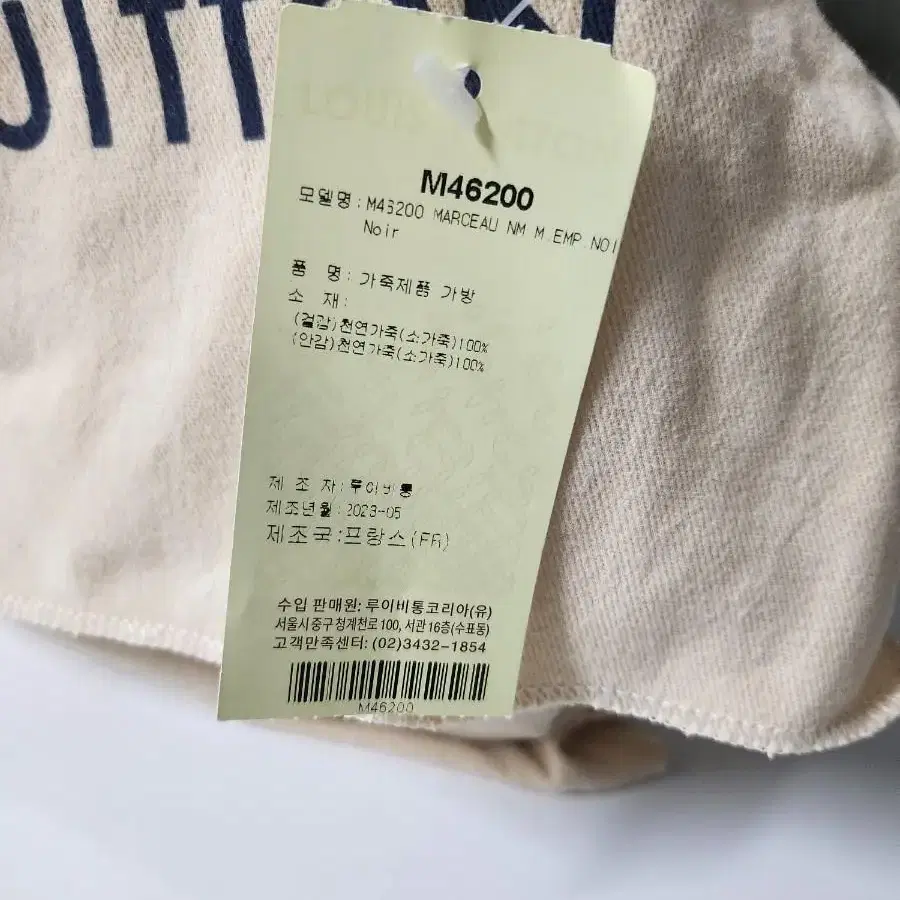 UITTON
LOUIS VUITTON
M46200
모델명:M46200 MARCEAU NM M.EMP.NOI
Noir
품 명: 가죽제품 가방
소 재:
(겉감)천연가죽(소가죽)100%
(안감)천연가죽(소가죽)100%
제 조 자:루이비통
제조년월:2023-05
제조국:프랑스(FR)
수입 판매원: 루이비통코리아(유)
서울시 중구 청계천로 100, 서관 16층(수표동)
고객만족센터: (02)3432-1854
M46200